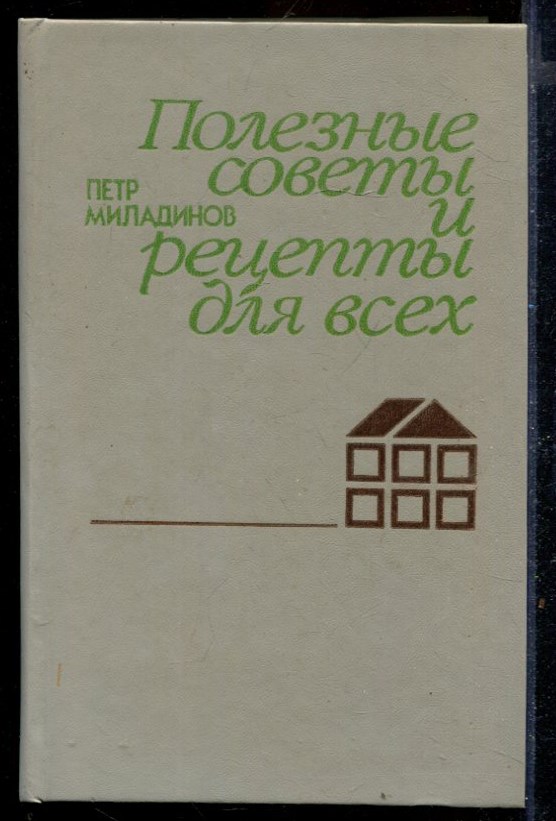 Полезные
советы
и
рецепты
для всех
ПЕТР
МИЛАДИНОВ